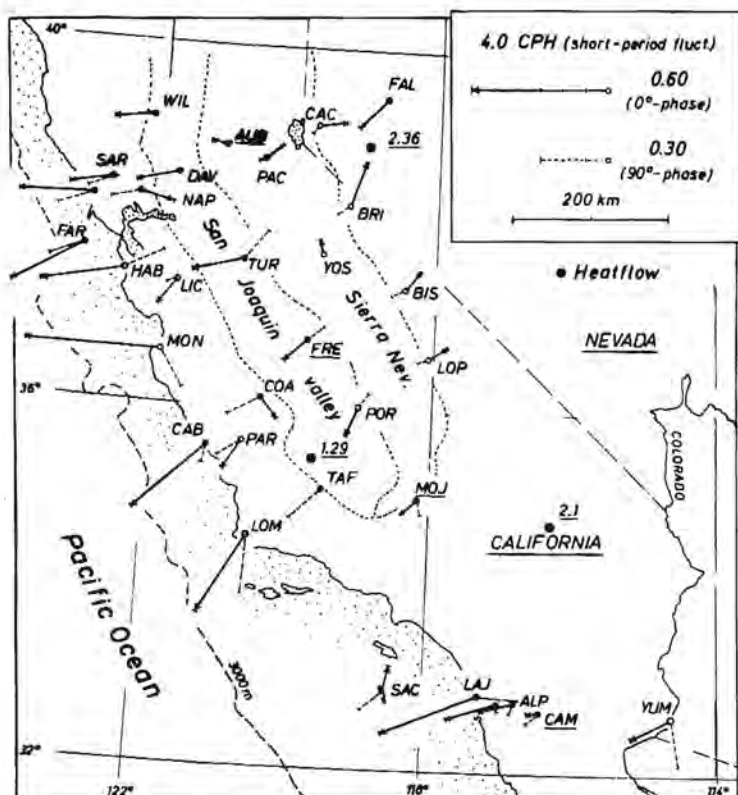 40°
4.0 CPH (short-period fluct.)
0.60
(0°-phase)
0.30
(90°-phase)
200 km
Heatflow
FAL
WIL
CAC
AUB
2.36
PAC
SAR
DAV
NAP
BRI
FAR
San
HAB
TUR
YOS
LIC
BIS
Joaquin
Sierra Nev.
NEVADA
MON
FRE
LOP
36°
COA
valley
POR
CAB
PAR
1.29
COLORADO
TAF
MOJ
2.1
LOM
CALIFORNIA
Pacific Ocean
3000m
SAC
LAJ
ALP
CAM
YUM
122°
114°